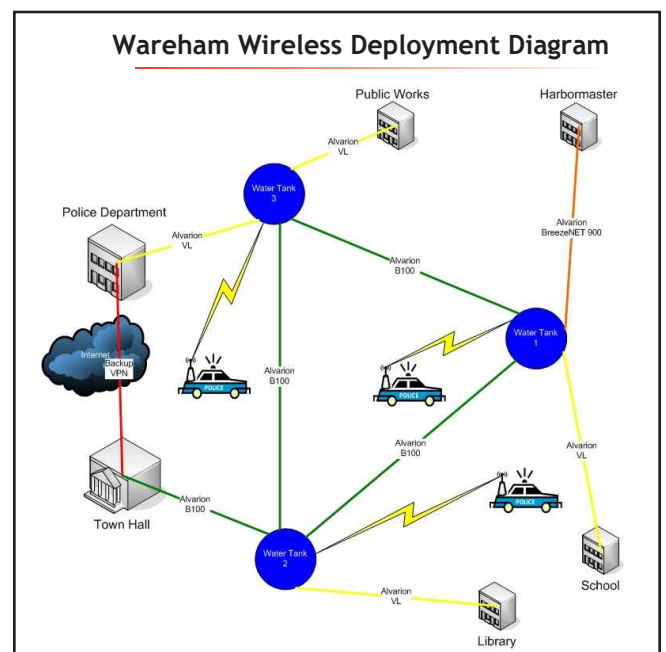 Wareham Wireless Deployment Diagram
Public Works
Harbormaster
Alvarion
VL
Water Tank
3
Police Department
Alvarion
VL
Alvarion
BreezeNET 900
Alvarion
B100
Water Tank
1
Internet
Backup
VPN
POLICE
POLICE
Alvarion
B100
Alvarion
B100
Alvarion
VL
POLICE
Town Hall
Alvarion
B100
Water Tank
2
School
Alvarion
VL
Library